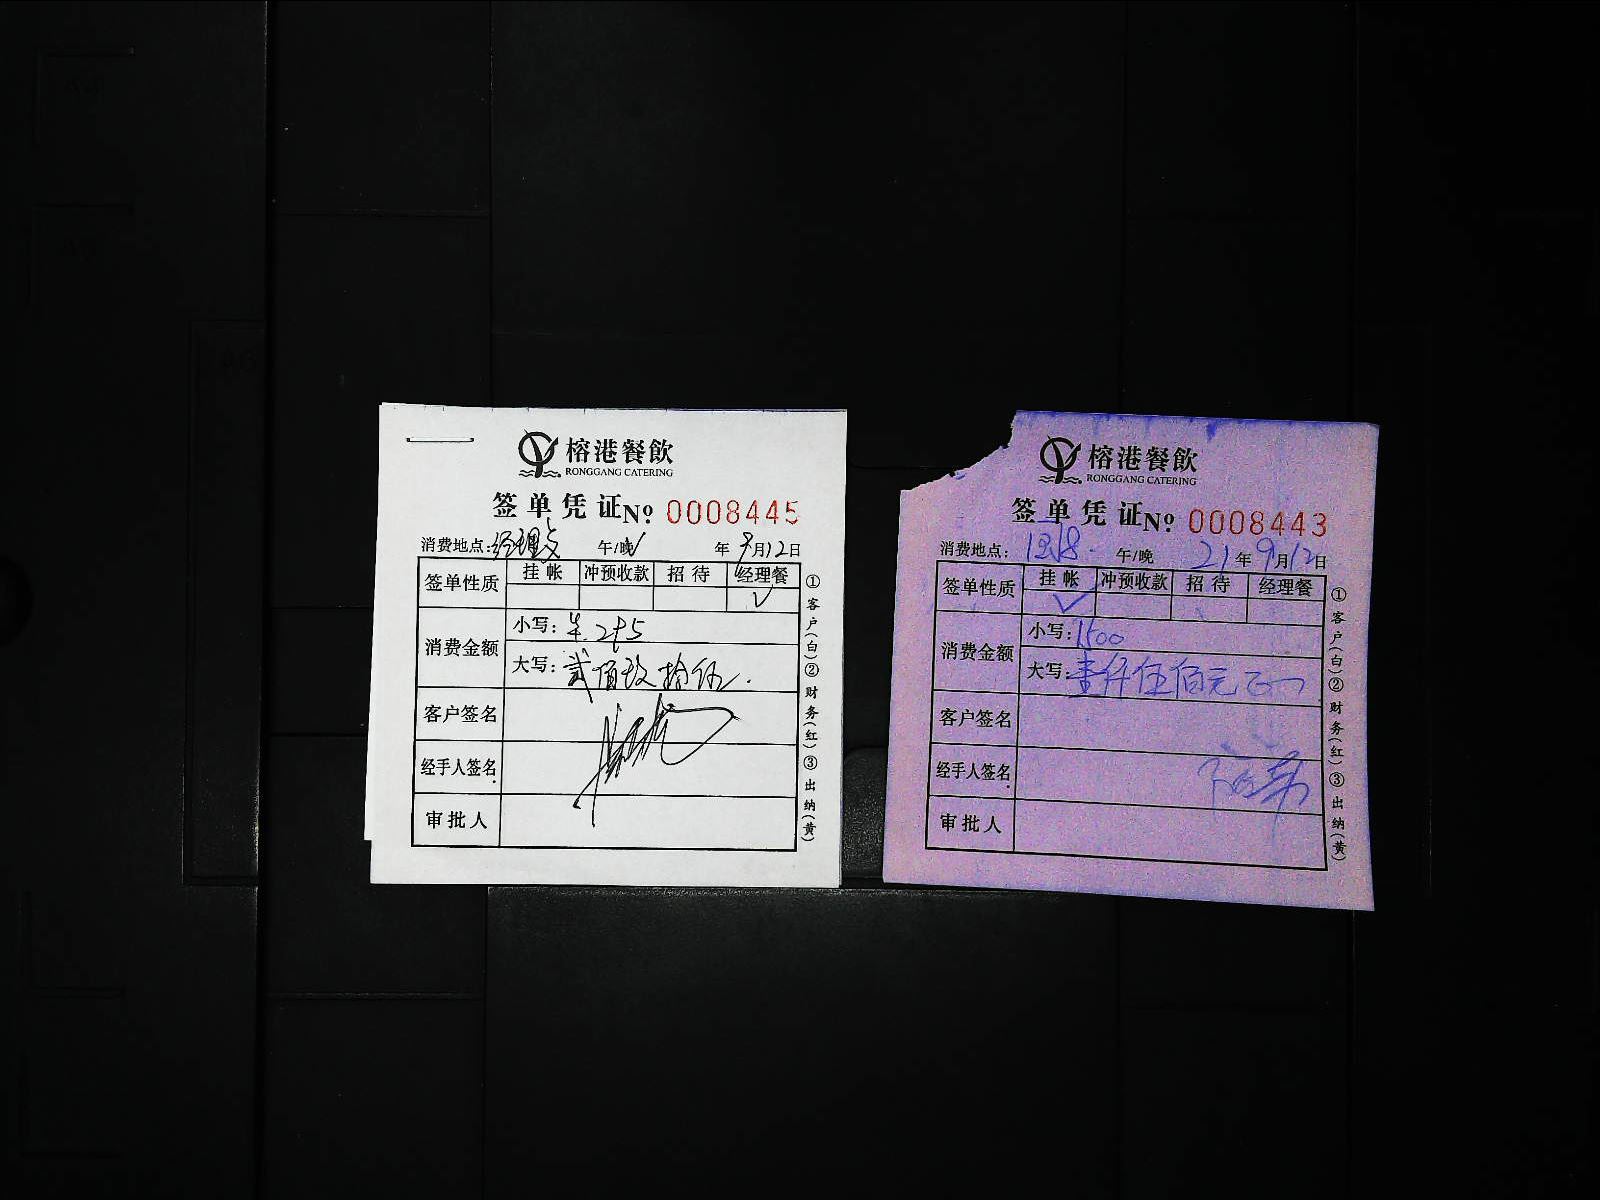 榕港餐飲
RONGGANG CATERING
签单凭证№ 0008445
消费地点：经理 午/晚√ 年 9月12日
签单性质 挂帐 冲预收款 招待 经理餐
√
消费金额 小写：¥ 295
大写：贰佰玖拾伍.
客户签名
经手人签名
审批人
①客户（白）②财务（红）③出纳（黄）
榕港餐飲
RONGGANG CATERING
签单凭证№ 0008443
消费地点： 午/晚 21年9月12日
签单性质 挂帐 冲预收款 招待 经理餐
√
消费金额 小写：1500
大写：壹仟伍佰元正
客户签名
经手人签名
审批人
①客户（白）②财务（红）③出纳（黄）